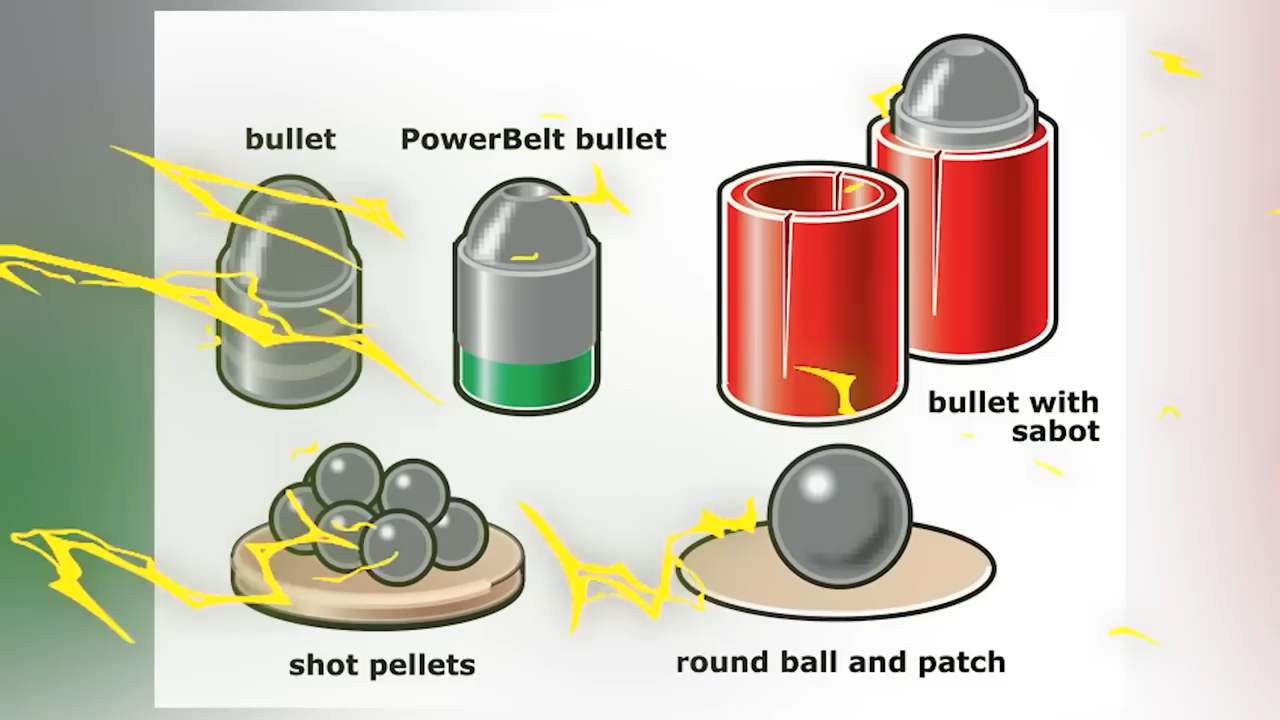 bullet
PowerBelt bullet
bullet with
sabot
shot pellets
round ball and patch